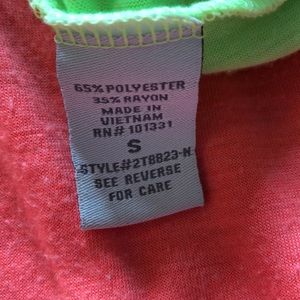 65% POLYESTER
35% RAYON
MADE IN
VIETNAM
RN# 101331
S
STYLE#2T8823-N
SEE REVERSE
FOR CARE